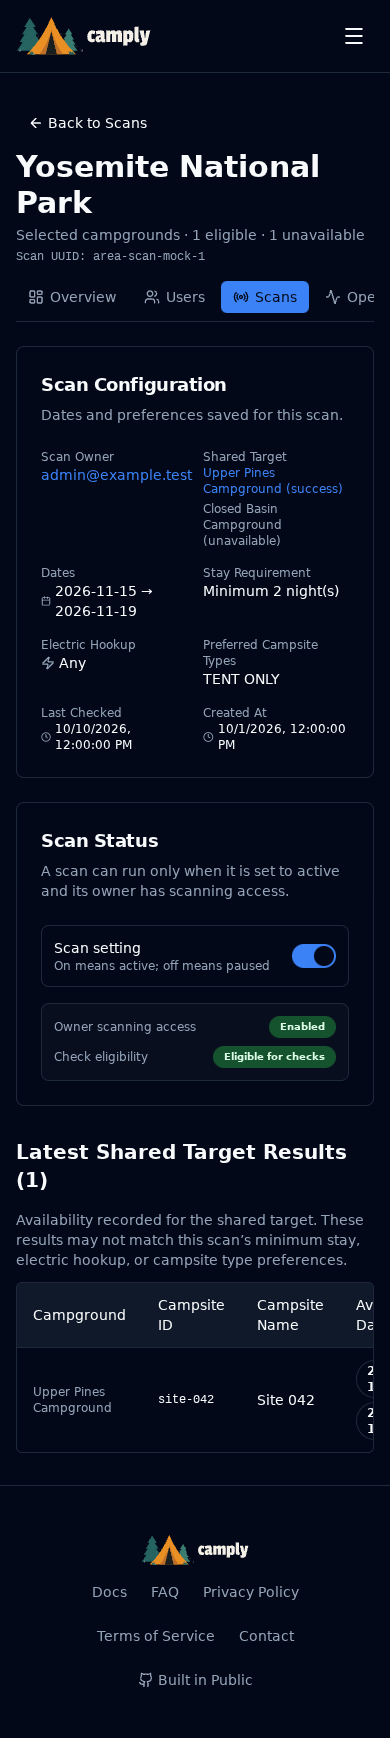 camply
Back to Scans
Yosemite National
Park
Selected campgrounds · 1 eligible · 1 unavailable
Scan UUID: area-scan-mock-1
Overview Users Scans Ope
Scan Configuration
Dates and preferences saved for this scan.
Scan Owner
admin@example.test
Shared Target
Upper Pines
Campground (success)
Closed Basin
Campground
(unavailable)
Dates
2026-11-15 →
2026-11-19
Stay Requirement
Minimum 2 night(s)
Electric Hookup
Any
Preferred Campsite
Types
TENT ONLY
Last Checked
10/10/2026,
12:00:00 PM
Created At
10/1/2026, 12:00:00
PM
Scan Status
A scan can run only when it is set to active
and its owner has scanning access.
Scan setting
On means active; off means paused
Owner scanning access Enabled
Check eligibility Eligible for checks
Latest Shared Target Results
(1)
Availability recorded for the shared target. These
results may not match this scan’s minimum stay,
electric hookup, or campsite type preferences.
Campground
Campsite
ID
Campsite
Name
Upper Pines
Campground
site-042
Site 042
camply
Docs FAQ Privacy Policy
Terms of Service Contact
Built in Public